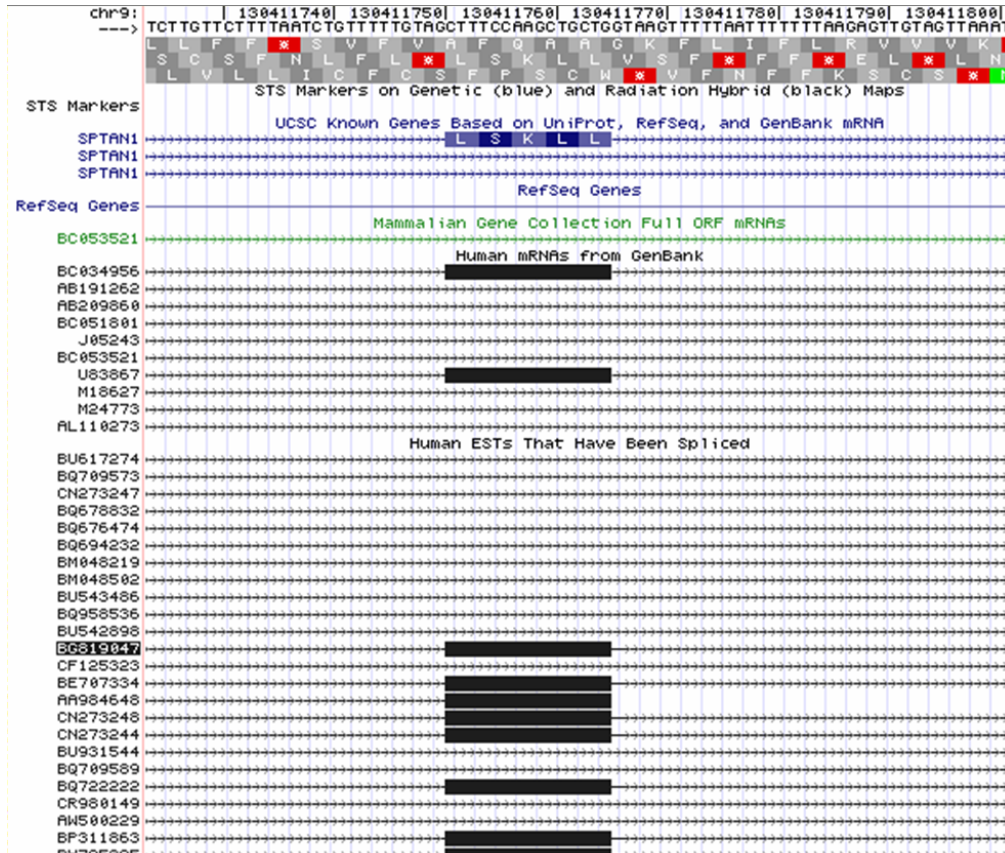 chr9: | 130411740| 130411750| 130411760| 130411770| 130411780| 130411790| 130411800|
---> TCTTGTTCTTTTAATCTGTTTTTGTAGCTTTCCAAGCTGCTGGTAAGTTTTTAATTTTTTTAAGAGTTGTAGTTAAAT
L L F F * S V F V A F Q A A G K F L I F L R V V V K
S C S F N L F L * L S K L L V S F * F F * E L * L N
L V L L I C F C S F P S C W * V F N F F K S C S *
STS Markers on Genetic (blue) and Radiation Hybrid (black) Maps
STS Markers
UCSC Known Genes Based on UniProt, RefSeq, and GenBank mRNA
SPTAN1 L S K L L
SPTAN1
SPTAN1
RefSeq Genes
RefSeq Genes
Mammalian Gene Collection Full ORF mRNAs
BC053521
Human mRNAs from GenBank
BC034956
AB191262
AB209860
BC051801
J05243
BC053521
U83867
M18627
M24773
AL110273
Human ESTs That Have Been Spliced
BU617274
BQ709573
CN273247
BQ678832
BQ676474
BQ694232
BM048219
BM048502
BU543486
BQ958536
BU542898
BG819047
CF125323
BE707334
AA984648
CN273248
CN273244
BU931544
BQ709589
BQ722222
CR980149
AW500229
BP311863